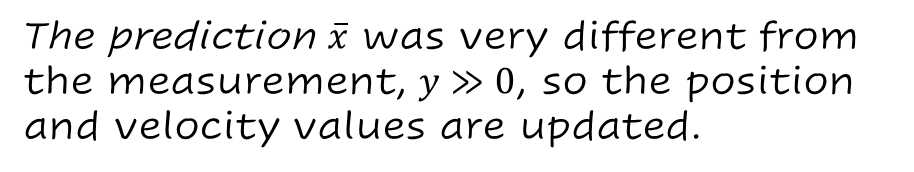 The prediction x̄ was very different from
the measurement, y ≫ 0, so the position
and velocity values are updated.